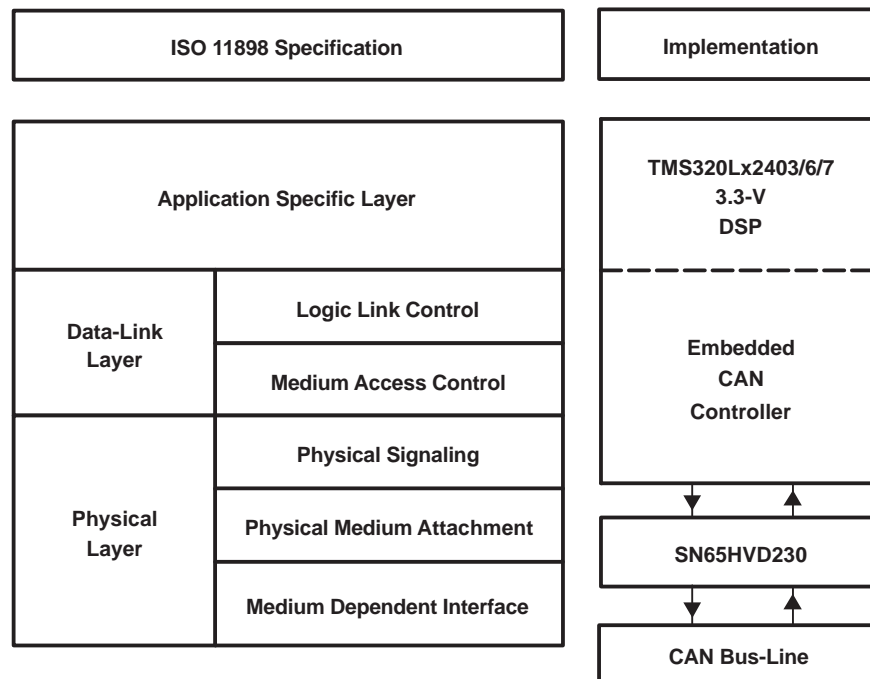 ISO 11898 Specification
Implementation
Application Specific Layer
TMS320Lx2403/6/7
3.3-V
DSP
Data-Link
Layer
Logic Link Control
Medium Access Control
Embedded
CAN
Controller
Physical
Layer
Physical Signaling
Physical Medium Attachment
Medium Dependent Interface
SN65HVD230
CAN Bus-Line